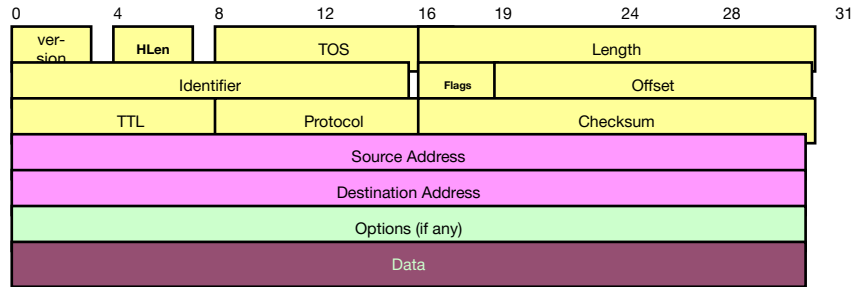 0 4 8 12 16 19 24 28 31
ver-
sion
HLen TOS Length
Identifier Flags Offset
TTL Protocol Checksum
Source Address
Destination Address
Options (if any)
Data